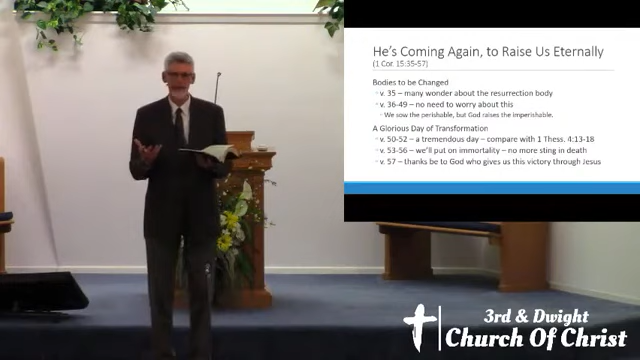 He's Coming Again, to Raise Us Eternally
(1 Cor 15:35-57)
Bodies to be Changed
v. 35 – many wonder about the resurrection body
v. 36-49 – no need to worry about this
We sow the perishable, but God raises the imperishable.
A Glorious Day of Transformation
v. 50-52 – a tremendous day – compare with 1 Thess. 4:13-18
v. 53-56 – we'll put on immortality – no more sting in death
v. 57 – thanks be to God who gives us this victory through Jesus
3rd & Dwight
Church Of Christ